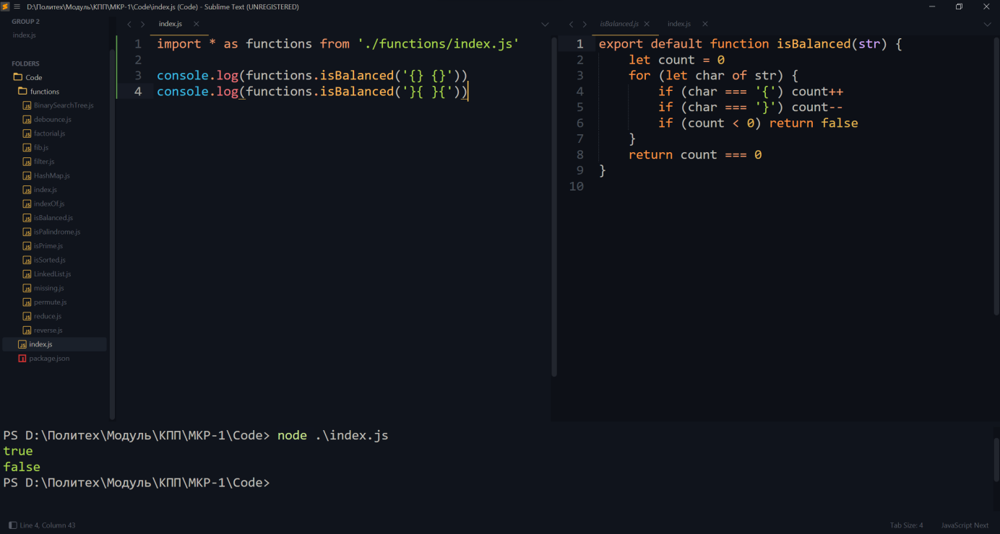 D:\Политех\Модуль\КПП\МКР-1\Code\index.js (Code) - Sublime Text (UNREGISTERED)
GROUP 2
index.js
FOLDERS
Code
functions
BinarySearchTree.js
debounce.js
factorial.js
fib.js
filter.js
HashMap.js
index.js
indexOf.js
isBalanced.js
isPalindrome.js
isPrime.js
isSorted.js
LinkedList.js
missing.js
permute.js
reduce.js
reverse.js
index.js
package.json
index.js
1 import * as functions from './functions/index.js'
2
3 console.log(functions.isBalanced('{} {}'))
4 console.log(functions.isBalanced('}{ }{'))
isBalanced.js index.js
1 export default function isBalanced(str) {
2     let count = 0
3     for (let char of str) {
4         if (char === '{') count++
5         if (char === '}') count--
6         if (count < 0) return false
7     }
8     return count === 0
9 }
10
PS D:\Политех\Модуль\КПП\МКР-1\Code> node .\index.js
true
false
PS D:\Политех\Модуль\КПП\МКР-1\Code>
Line 4, Column 43
Tab Size: 4 JavaScript Next